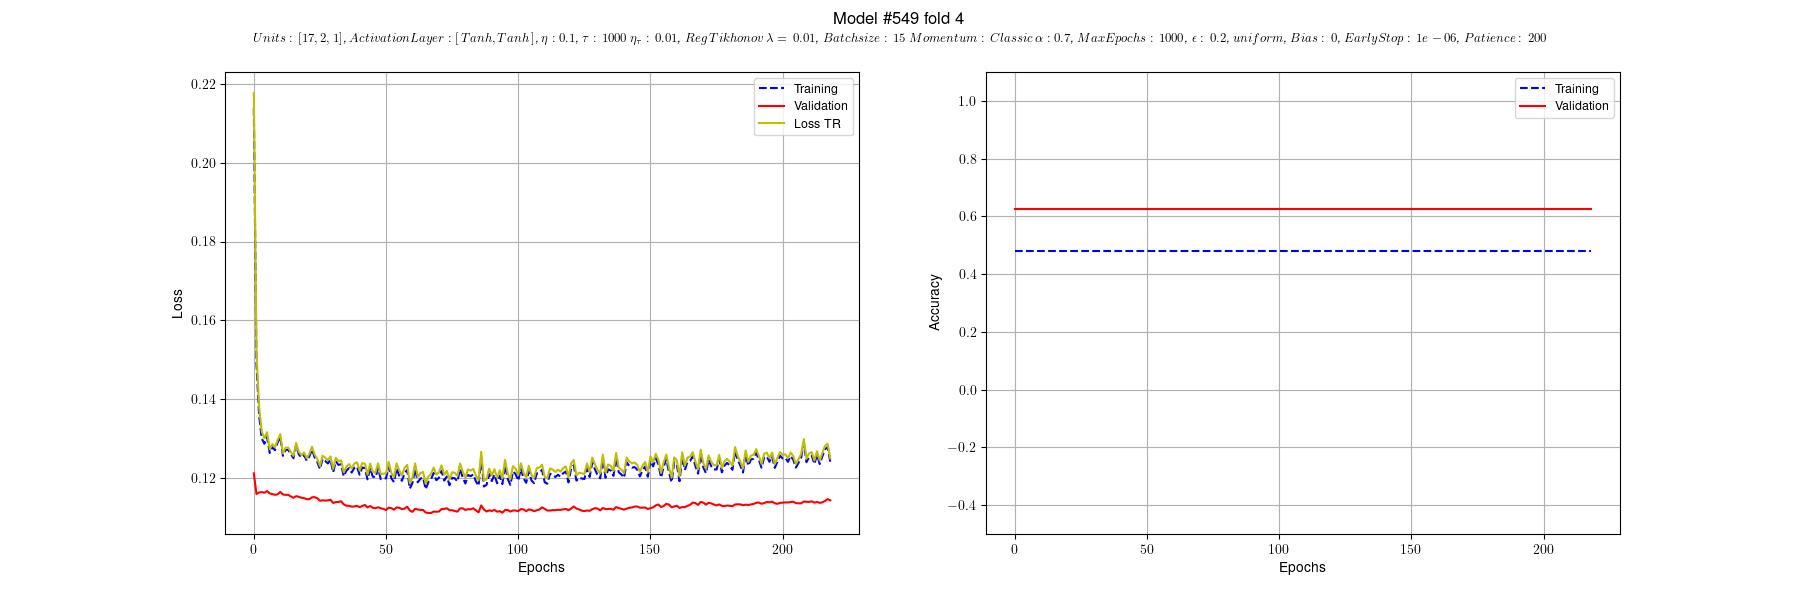 Model #549 fold 4
Units : [17, 2, 1], ActivationLayer : [Tanh, Tanh], η : 0.1, τ : 1000 ητ : 0.01, RegTikhonov λ = 0.01, Batchsize : 15 Momentum : Classic α : 0.7, MaxEpochs : 1000, ϵ : 0.2, uniform, Bias : 0, EarlyStop : 1e − 06, Patience : 200
0.22
0.20
0.18
0.16
0.14
0.12
Loss
0
50
100
150
200
Epochs
Training
Validation
Loss TR
1.0
0.8
0.6
0.4
0.2
0.0
−0.2
−0.4
Accuracy
0
50
100
150
200
Epochs
Training
Validation